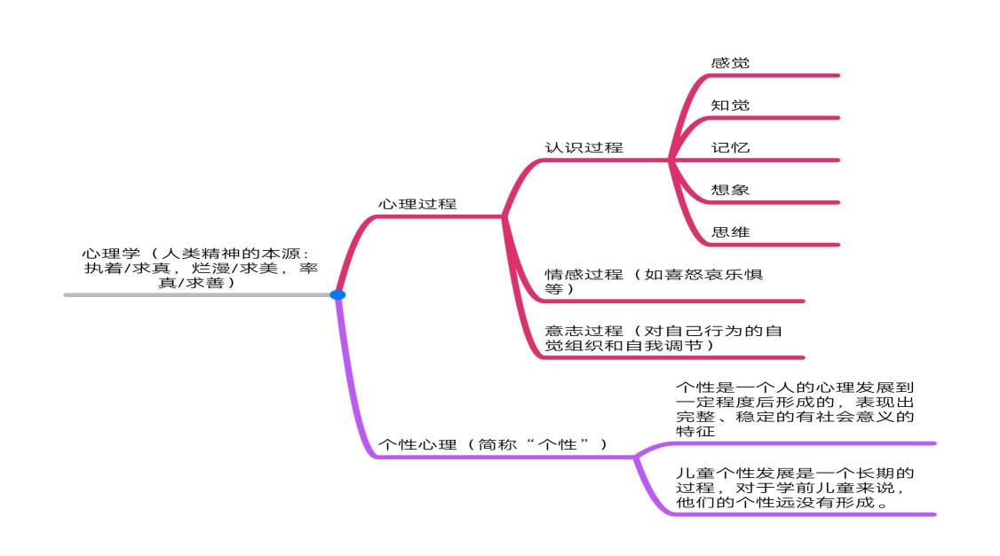 心理学（人类精神的本源：
执着/求真，烂漫/求美，率
真/求善）
心理过程
认识过程
感觉
知觉
记忆
想象
思维
情感过程（如喜怒哀乐惧
等）
意志过程（对自己行为的自
觉组织和自我调节）
个性心理（简称“个性”）
个性是一个人的心理发展到
一定程度后形成的，表现出
完整、稳定的有社会意义的
特征
儿童个性发展是一个长期的
过程，对于学前儿童来说，
他们的个性远没有形成。